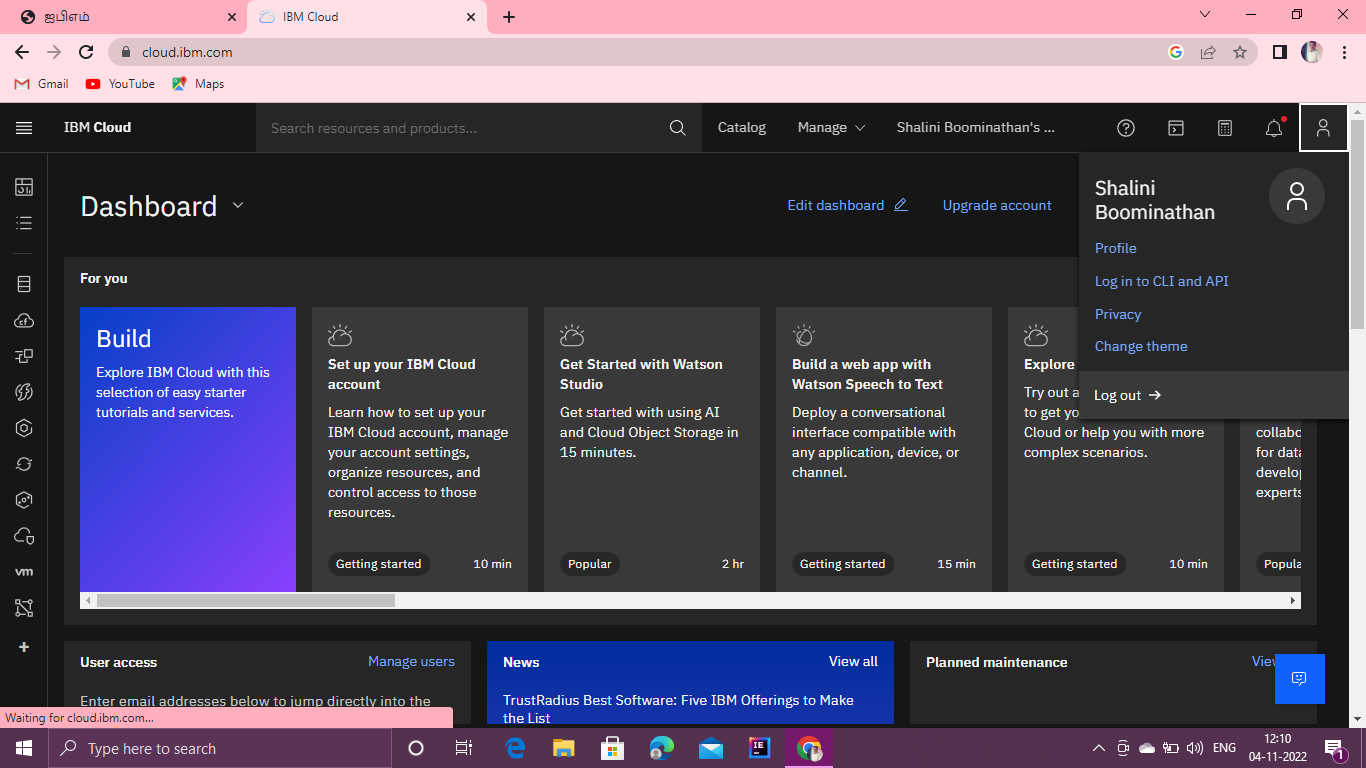 ஐபிஎம்
IBM Cloud
cloud.ibm.com
Gmail
YouTube
Maps
IBM Cloud
Search resources and products...
Catalog
Manage
Shalini Boominathan's ...
Dashboard
Edit dashboard
Upgrade account
Shalini
Boominathan
Profile
Log in to CLI and API
Privacy
Change theme
Log out
For you
Build
Explore IBM Cloud with this
selection of easy starter
tutorials and services.
Set up your IBM Cloud
account
Learn how to set up your
IBM Cloud account, manage
your account settings,
organize resources, and
control access to those
resources.
Getting started
10 min
Get Started with Watson
Studio
Get started with using AI
and Cloud Object Storage in
15 minutes.
Popular
2 hr
Build a web app with
Watson Speech to Text
Deploy a conversational
interface compatible with
any application, device, or
channel.
Getting started
15 min
Explore
Try out a
to get yo
Cloud or help you with more
complex scenarios.
Getting started
10 min
collabo
for data
develop
experts
Popula
cf
vm
User access
Manage users
Enter email addresses below to jump directly into the
News
View all
TrustRadius Best Software: Five IBM Offerings to Make
the List
Planned maintenance
View
Waiting for cloud.ibm.com...
Type here to search
IE
ENG
12:10
04-11-2022
1